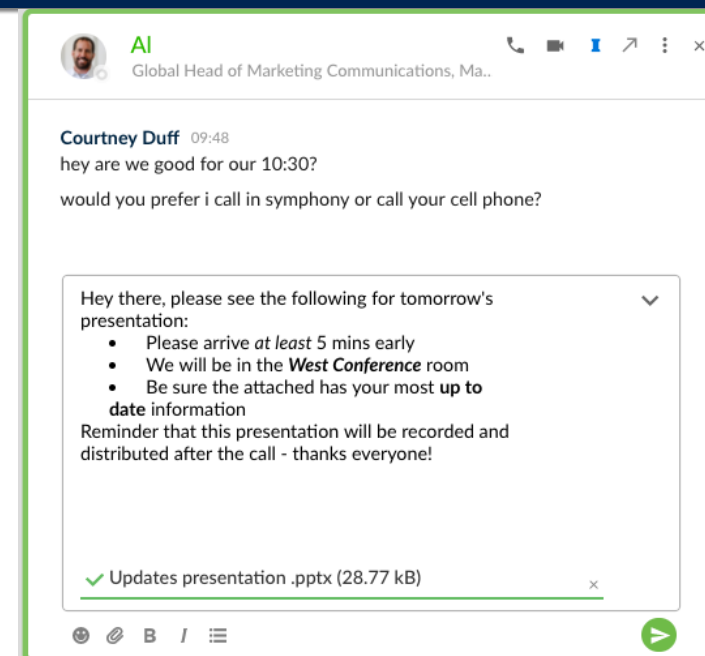 Al
Global Head of Marketing Communications, Ma..
Courtney Duff 09:48
hey are we good for our 10:30?
would you prefer i call in symphony or call your cell phone?
Hey there, please see the following for tomorrow's
presentation:
• Please arrive at least 5 mins early
• We will be in the West Conference room
• Be sure the attached has your most up to
date information
Reminder that this presentation will be recorded and
distributed after the call - thanks everyone!
Updates presentation .pptx (28.77 kB)
B I